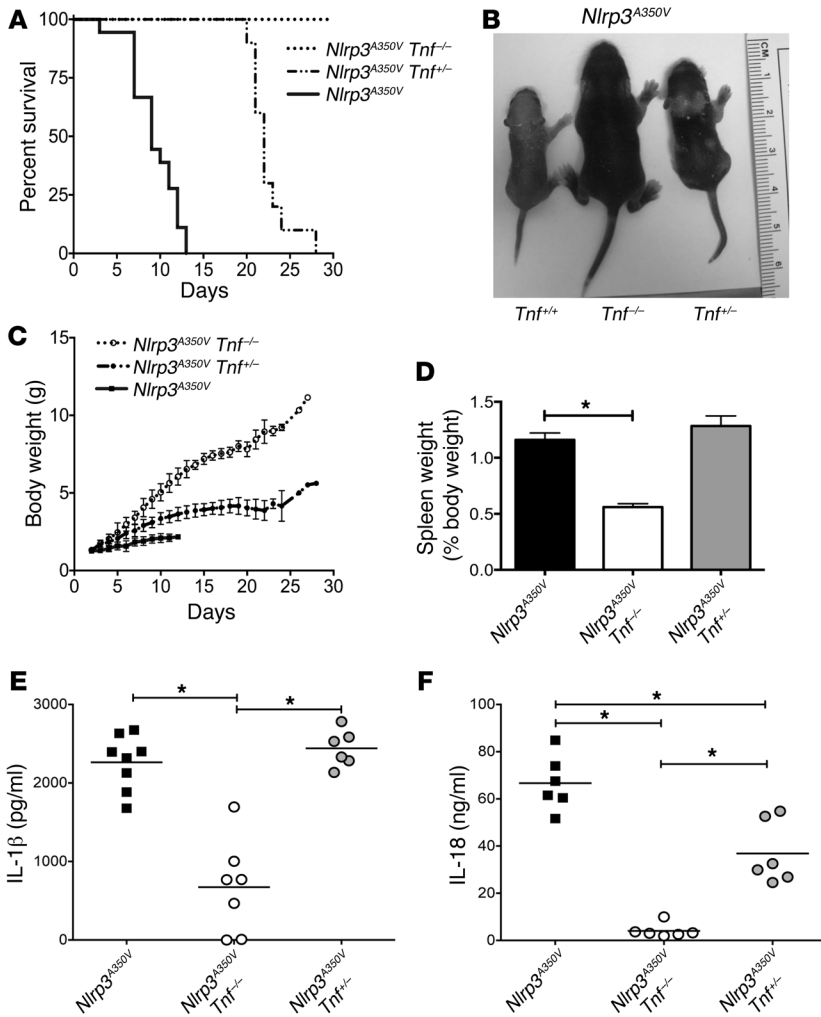 A
Percent survival
100
75
50
25
0
0 5 10 15 20 25 30
Days
Nlrp3A350V Tnf–/–
Nlrp3A350V Tnf+/–
Nlrp3A350V
B
Nlrp3A350V
CM
1
2
3
4
5
6
Tnf+/+ Tnf–/– Tnf+/–
C
Body weight (g)
15
10
5
0
0 5 10 15 20 25 30
Days
Nlrp3A350V Tnf–/–
Nlrp3A350V Tnf+/–
Nlrp3A350V
D
Spleen weight
(% body weight)
1.5
1.0
0.5
0.0
*
Nlrp3A350V
Nlrp3A350V
Tnf–/–
Nlrp3A350V
Tnf+/–
E
IL-1β (pg/ml)
3000
2000
1000
0
* *
Nlrp3A350V
Nlrp3A350V
Tnf–/–
Nlrp3A350V
Tnf+/–
F
IL-18 (ng/ml)
100
80
60
40
20
0
*
*
*
Nlrp3A350V
Nlrp3A350V
Tnf–/–
Nlrp3A350V
Tnf+/–